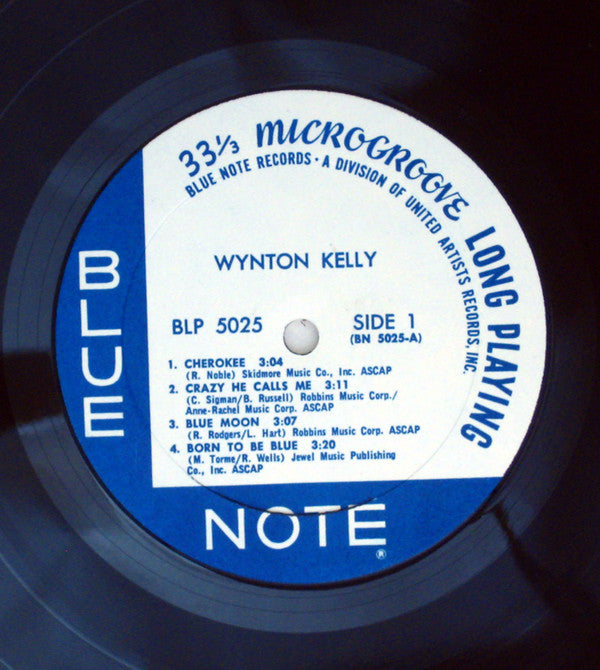 33⅓ MICROGROOVE LONG PLAYING
BLUE NOTE RECORDS • A DIVISION OF UNITED ARTISTS RECORDS, INC.
WYNTON KELLY
BLP 5025
SIDE 1
(BN 5025-A)
1. CHEROKEE 3:04
(R. Noble) Skidmore Music Co., Inc. ASCAP
2. CRAZY HE CALLS ME 3:11
(C. Sigman/B. Russell) Robbins Music Corp./
Anne-Rachel Music Corp. ASCAP
3. BLUE MOON 3:07
(R. Rodgers/L. Hart) Robbins Music Corp. ASCAP
4. BORN TO BE BLUE 3:20
(M. Torme/R. Wells) Jewel Music Publishing
Co., Inc. ASCAP
BLUE
NOTE
®